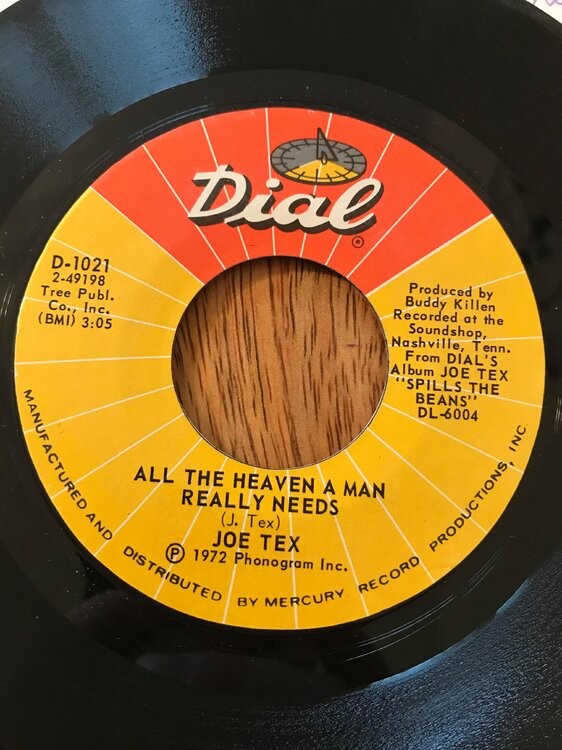 Dial
®
D-1021
2-49198
Tree Publ.
Co., Inc.
(BMI) 3:05
Produced by
Buddy Killen
Recorded at the
Soundshop,
Nashville, Tenn.
From DIAL'S
Album JOE TEX
"SPILLS THE
BEANS"
DL-6004
ALL THE HEAVEN A MAN
REALLY NEEDS
(J. Tex)
JOE TEX
Ⓟ 1972 Phonogram Inc.
MANUFACTURED AND DISTRIBUTED BY MERCURY RECORD PRODUCTIONS, INC